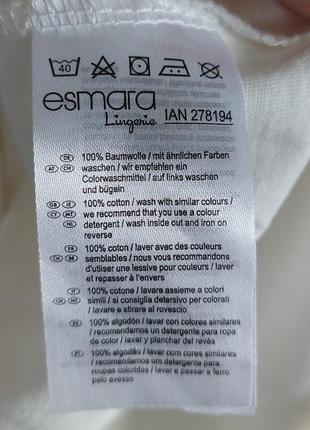 40
esmara
Lingerie IAN 278194
DE 100% Baumwolle / mit ähnlichen Farben
AT CH waschen / wir empfehlen ein
Colorwaschmittel / auf links waschen
und bügeln
GB IE 100% cotton / wash with similar colours /
CY MT we recommend that you use a colour
NI detergent / wash inside out and iron on
reverse
FR 100% coton / laver avec des couleurs
CH BE semblables / nous vous recommandons
d'utiliser une lessive pour couleurs / laver
et repasser à l'envers
IT 100% cotone / lavare assieme a colori
CH MT simili / si consiglia detersivo per colorati
/ lavare e stirare al rovescio
ES 100% algodón / lavar con colores similares
/ recomendamos un detergente para ropa
de color / lavar y planchar del revés
PT 100% algodão / lavar com cores similares
/ recomendamos um detergente para
roupas coloridas / lavar e passar a ferro
pelo avesso